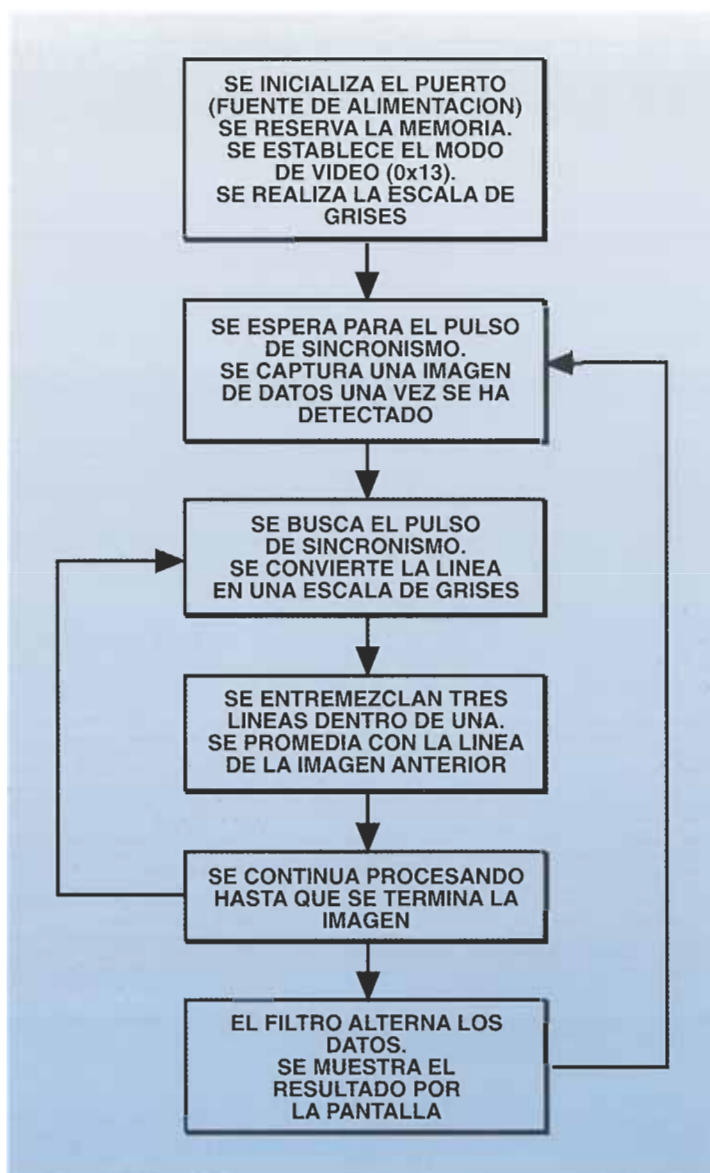 SE INICIALIZA EL PUERTO
(FUENTE DE ALIMENTACION)
SE RESERVA LA MEMORIA.
SE ESTABLECE EL MODO
DE VIDEO (0x13).
SE REALIZA LA ESCALA DE
GRISES
SE ESPERA PARA EL PULSO
DE SINCRONISMO.
SE CAPTURA UNA IMAGEN
DE DATOS UNA VEZ SE HA
DETECTADO
SE BUSCA EL PULSO
DE SINCRONISMO.
SE CONVIERTE LA LINEA
EN UNA ESCALA DE GRISES
SE ENTREMEZCLAN TRES
LINEAS DENTRO DE UNA.
SE PROMEDIA CON LA LINEA
DE LA IMAGEN ANTERIOR
SE CONTINUA PROCESANDO
HASTA QUE SE TERMINA LA
IMAGEN
EL FILTRO ALTERNA LOS
DATOS.
SE MUESTRA EL
RESULTADO POR
LA PANTALLA